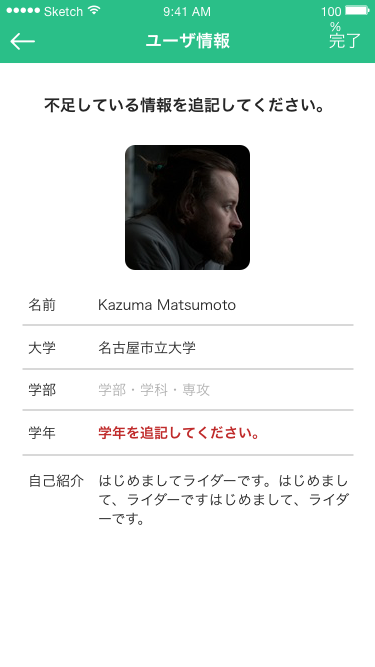 Sketch 9:41 AM 100
%
ユーザ情報 完了
不足している情報を追記してください。
名前 Kazuma Matsumoto
大学 名古屋市立大学
学部 学部・学科・専攻
学年 学年を追記してください。
自己紹介 はじめましてライダーです。はじめまし
て、ライダーですはじめまして、ライダ
ーです。